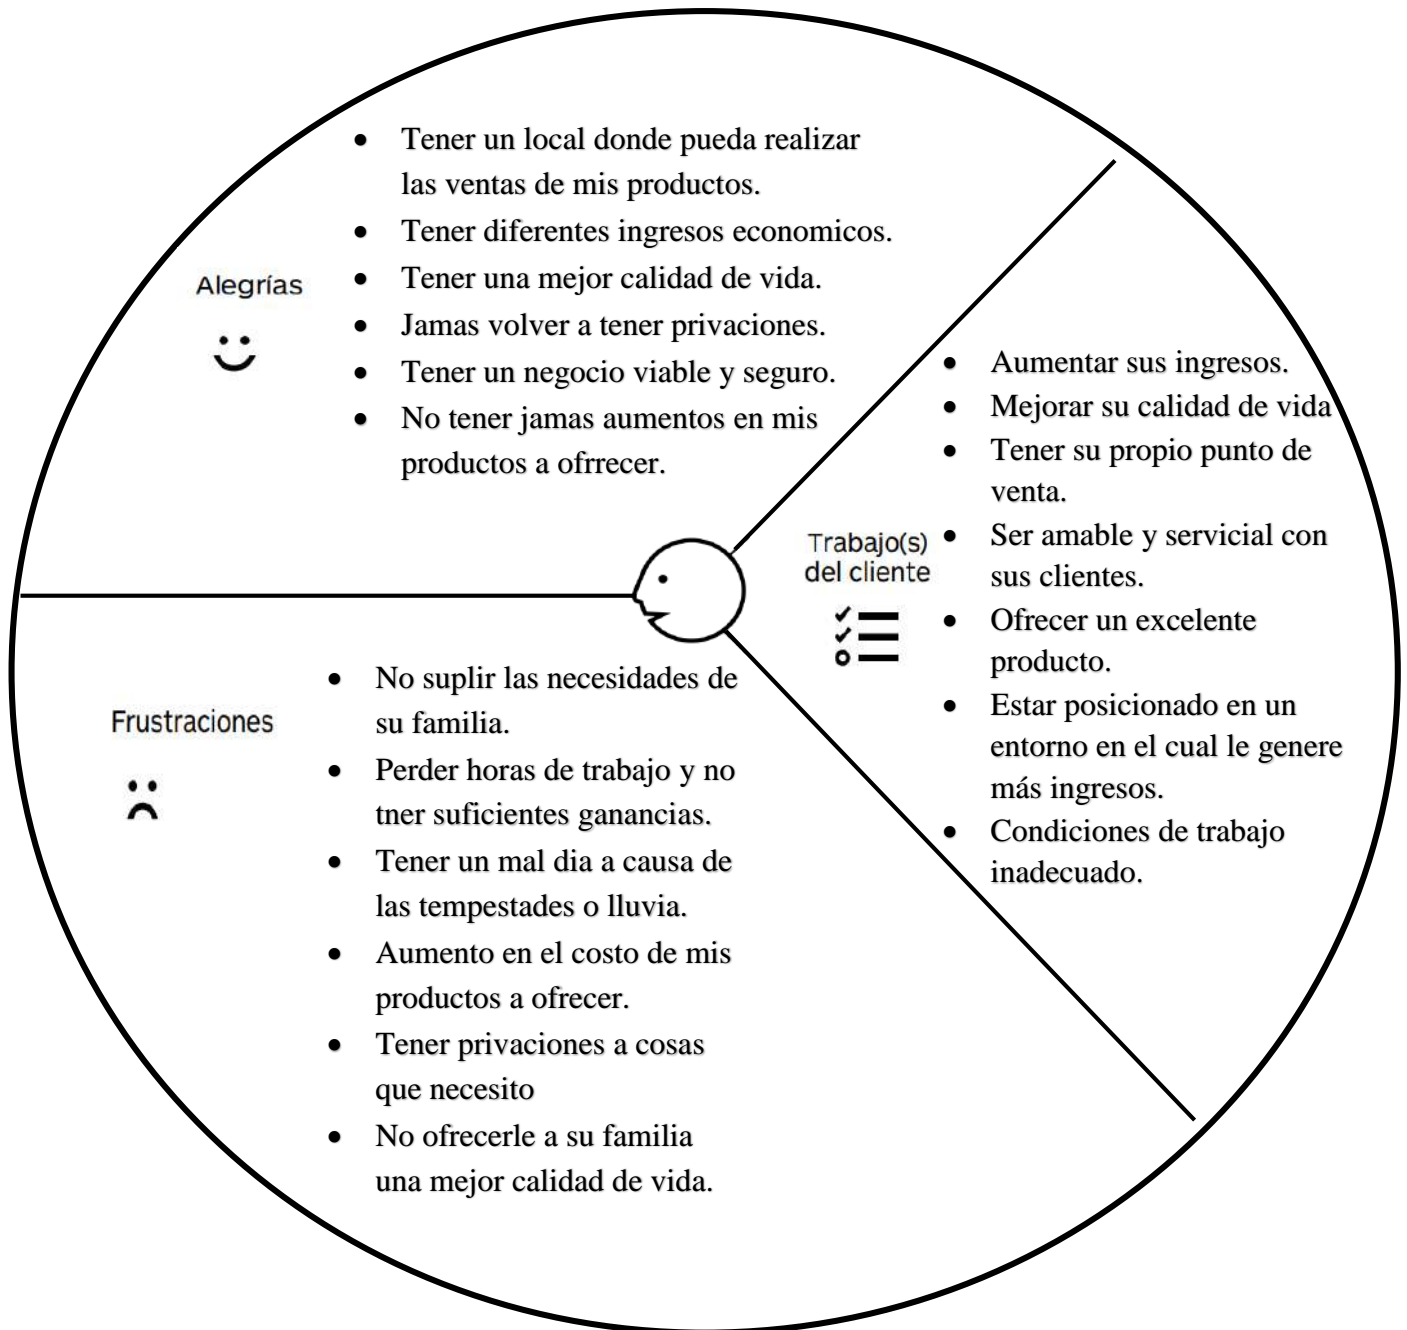 Alegrías
• Tener un local donde pueda realizar
las ventas de mis productos.
• Tener diferentes ingresos economicos.
• Tener una mejor calidad de vida.
• Jamas volver a tener privaciones.
• Tener un negocio viable y seguro.
• No tener jamas aumentos en mis
productos a ofrrecer.
Trabajo(s)
del cliente
• Aumentar sus ingresos.
• Mejorar su calidad de vida
• Tener su propio punto de
venta.
• Ser amable y servicial con
sus clientes.
• Ofrecer un excelente
producto.
• Estar posicionado en un
entorno en el cual le genere
más ingresos.
• Condiciones de trabajo
inadecuado.
Frustraciones
• No suplir las necesidades de
su familia.
• Perder horas de trabajo y no
tner suficientes ganancias.
• Tener un mal dia a causa de
las tempestades o lluvia.
• Aumento en el costo de mis
productos a ofrecer.
• Tener privaciones a cosas
que necesito
• No ofrecerle a su familia
una mejor calidad de vida.